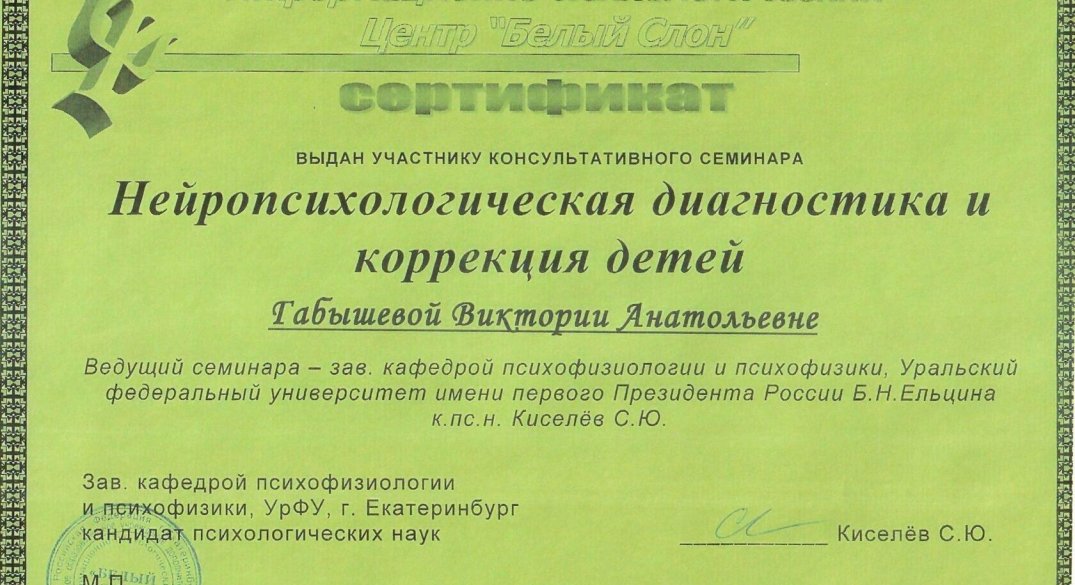 Центр "Белый Слон"
сертификат
ВЫДАН УЧАСТНИКУ КОНСУЛЬТАТИВНОГО СЕМИНАРА
Нейропсихологическая диагностика и
коррекция детей
Габышевой Виктории Анатольевне
Ведущий семинара – зав. кафедрой психофизиологии и психофизики, Уральский
федеральный университет имени первого Президента России Б.Н.Ельцина
к.пс.н. Киселёв С.Ю.
Зав. кафедрой психофизиологии
и психофизики, УрФУ, г. Екатеринбург
кандидат психологических наук
Киселёв С.Ю.
М.П.
"БЕЛЫЙ